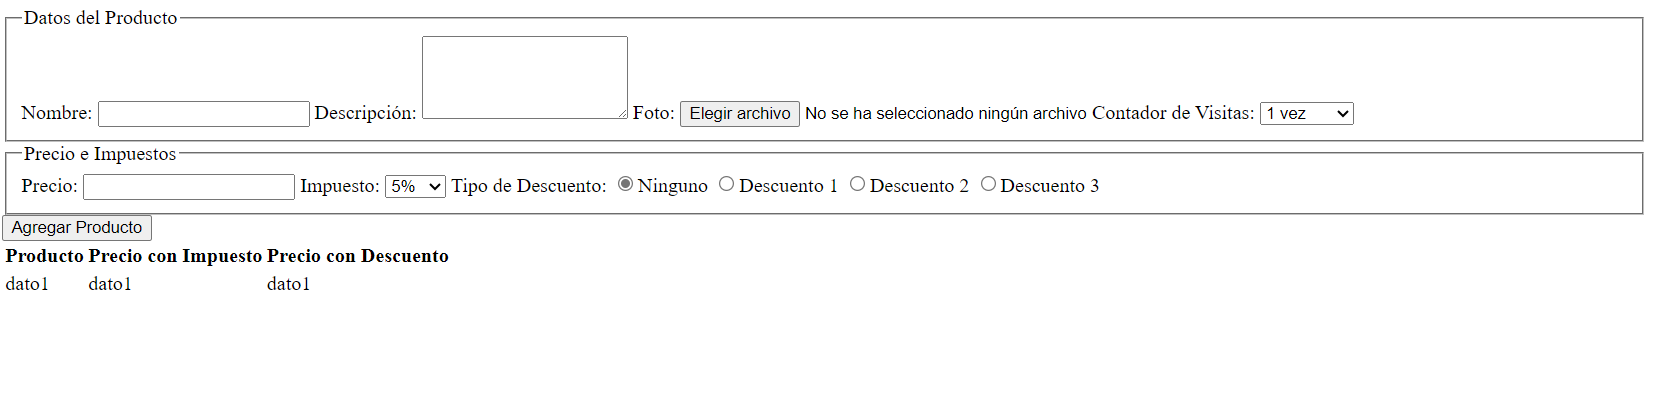 Datos del Producto
Nombre: Descripción: Foto: Elegir archivo No se ha seleccionado ningún archivo Contador de Visitas: 1 vez
Precio e Impuestos
Precio: Impuesto: 5% Tipo de Descuento: Ninguno Descuento 1 Descuento 2 Descuento 3
Agregar Producto
Producto Precio con Impuesto Precio con Descuento
dato1 dato1 dato1